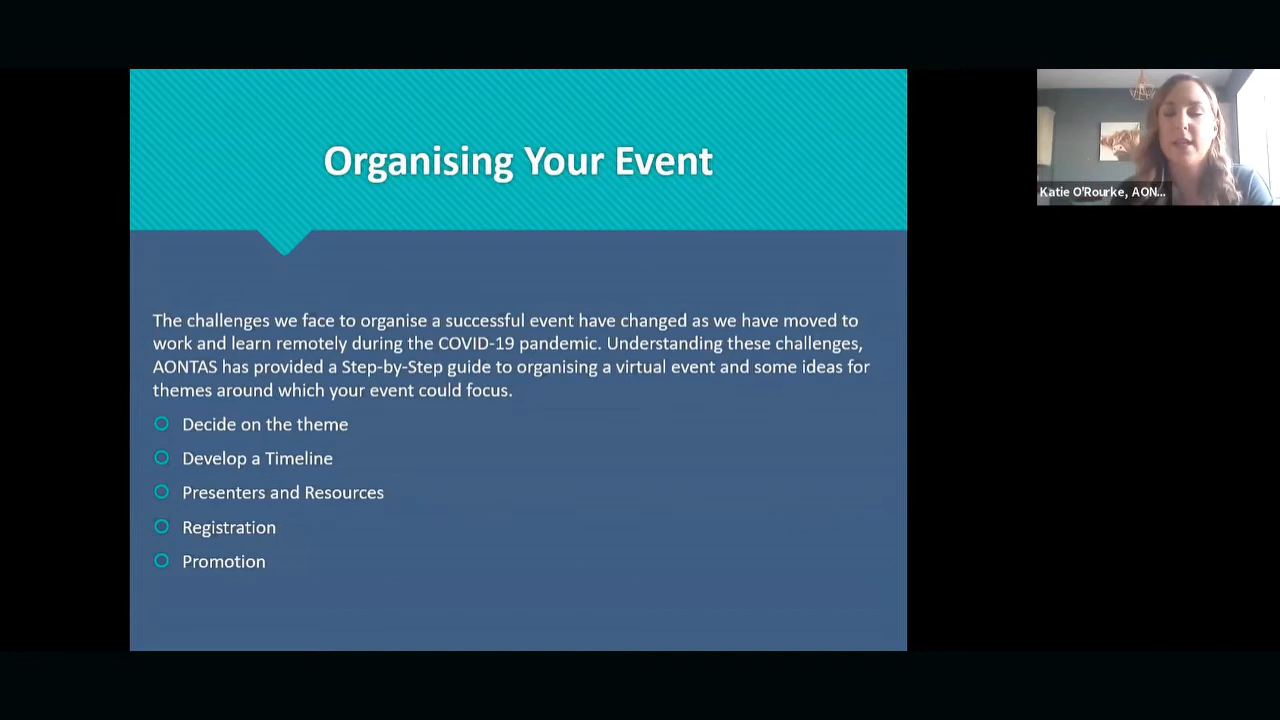 Organising Your Event
The challenges we face to organise a successful event have changed as we have moved to
work and learn remotely during the COVID-19 pandemic. Understanding these challenges,
AONTAS has provided a Step-by-Step guide to organising a virtual event and some ideas for
themes around which your event could focus.
Decide on the theme
Develop a Timeline
Presenters and Resources
Registration
Promotion
Katie O'Rourke, AON...